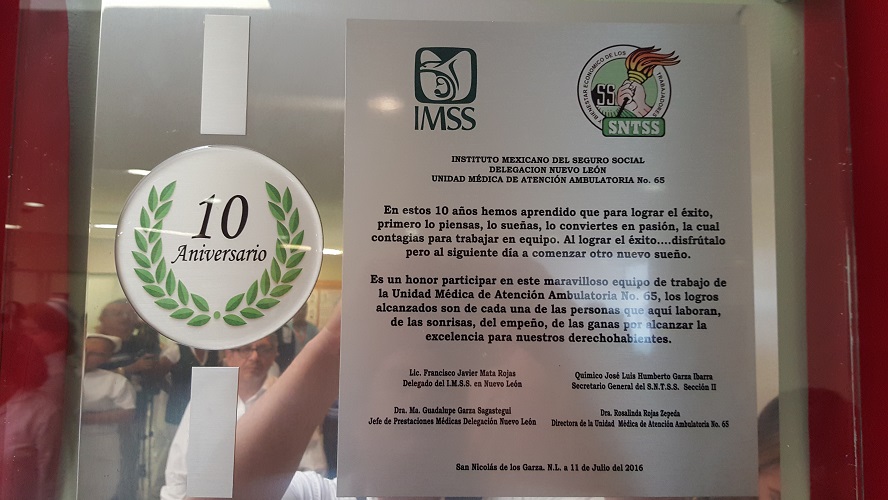 IMSS
Y BIENESTAR ECONOMICO DE LOS TRABAJADORES
SS
SNTSS
INSTITUTO MEXICANO DEL SEGURO SOCIAL
DELEGACION NUEVO LEÓN
UNIDAD MÉDICA DE ATENCIÓN AMBULATORIA No. 65
10
Aniversario
En estos 10 años hemos aprendido que para lograr el éxito,
primero lo piensas, lo sueñas, lo conviertes en pasión, la cual
contagias para trabajar en equipo. Al lograr el éxito....disfrútalo
pero al siguiente día a comenzar otro nuevo sueño.
Es un honor participar en este maravilloso equipo de trabajo de
la Unidad Médica de Atención Ambulatoria No. 65, los logros
alcanzados son de cada una de las personas que aquí laboran,
de las sonrisas, del empeño, de las ganas por alcanzar la
excelencia para nuestros derechohabientes.
Lic. Francisco Javier Mata Rojas
Delegado del I.M.S.S. en Nuevo León
Químico José Luis Humberto Garza Ibarra
Secretario General del S.N.T.S.S. Sección II
Dra. Ma. Guadalupe Garza Sagastegui
Jefe de Prestaciones Médicas Delegación Nuevo León
Dra. Rosalinda Rojas Zepeda
Directora de la Unidad Médica de Atención Ambulatoria No. 65
San Nicolás de los Garza. N.L. a 11 de Julio del 2016